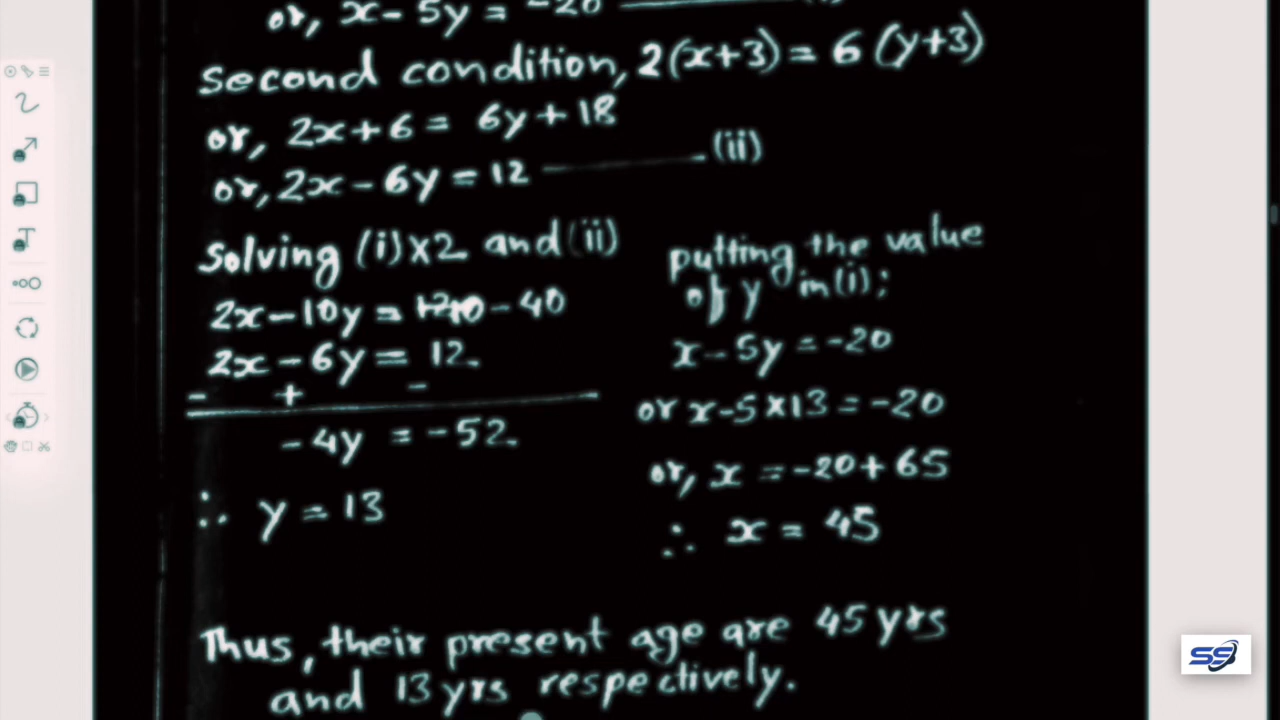 or, x - 5y = -20
Second condition, 2(x+3) = 6(y+3)
or, 2x + 6 = 6y + 18
or, 2x - 6y = 12 (ii)
Solving (i)x2 and (ii)
2x - 10y = - 40
2x - 6y = 12
- + -
- 4y = - 52
∴ y = 13
putting the value
of y in (i);
x - 5y = -20
or x - 5 x 13 = -20
or, x = -20 + 65
∴ x = 45
Thus, their present age are 45 yrs
and 13 yrs respectively.